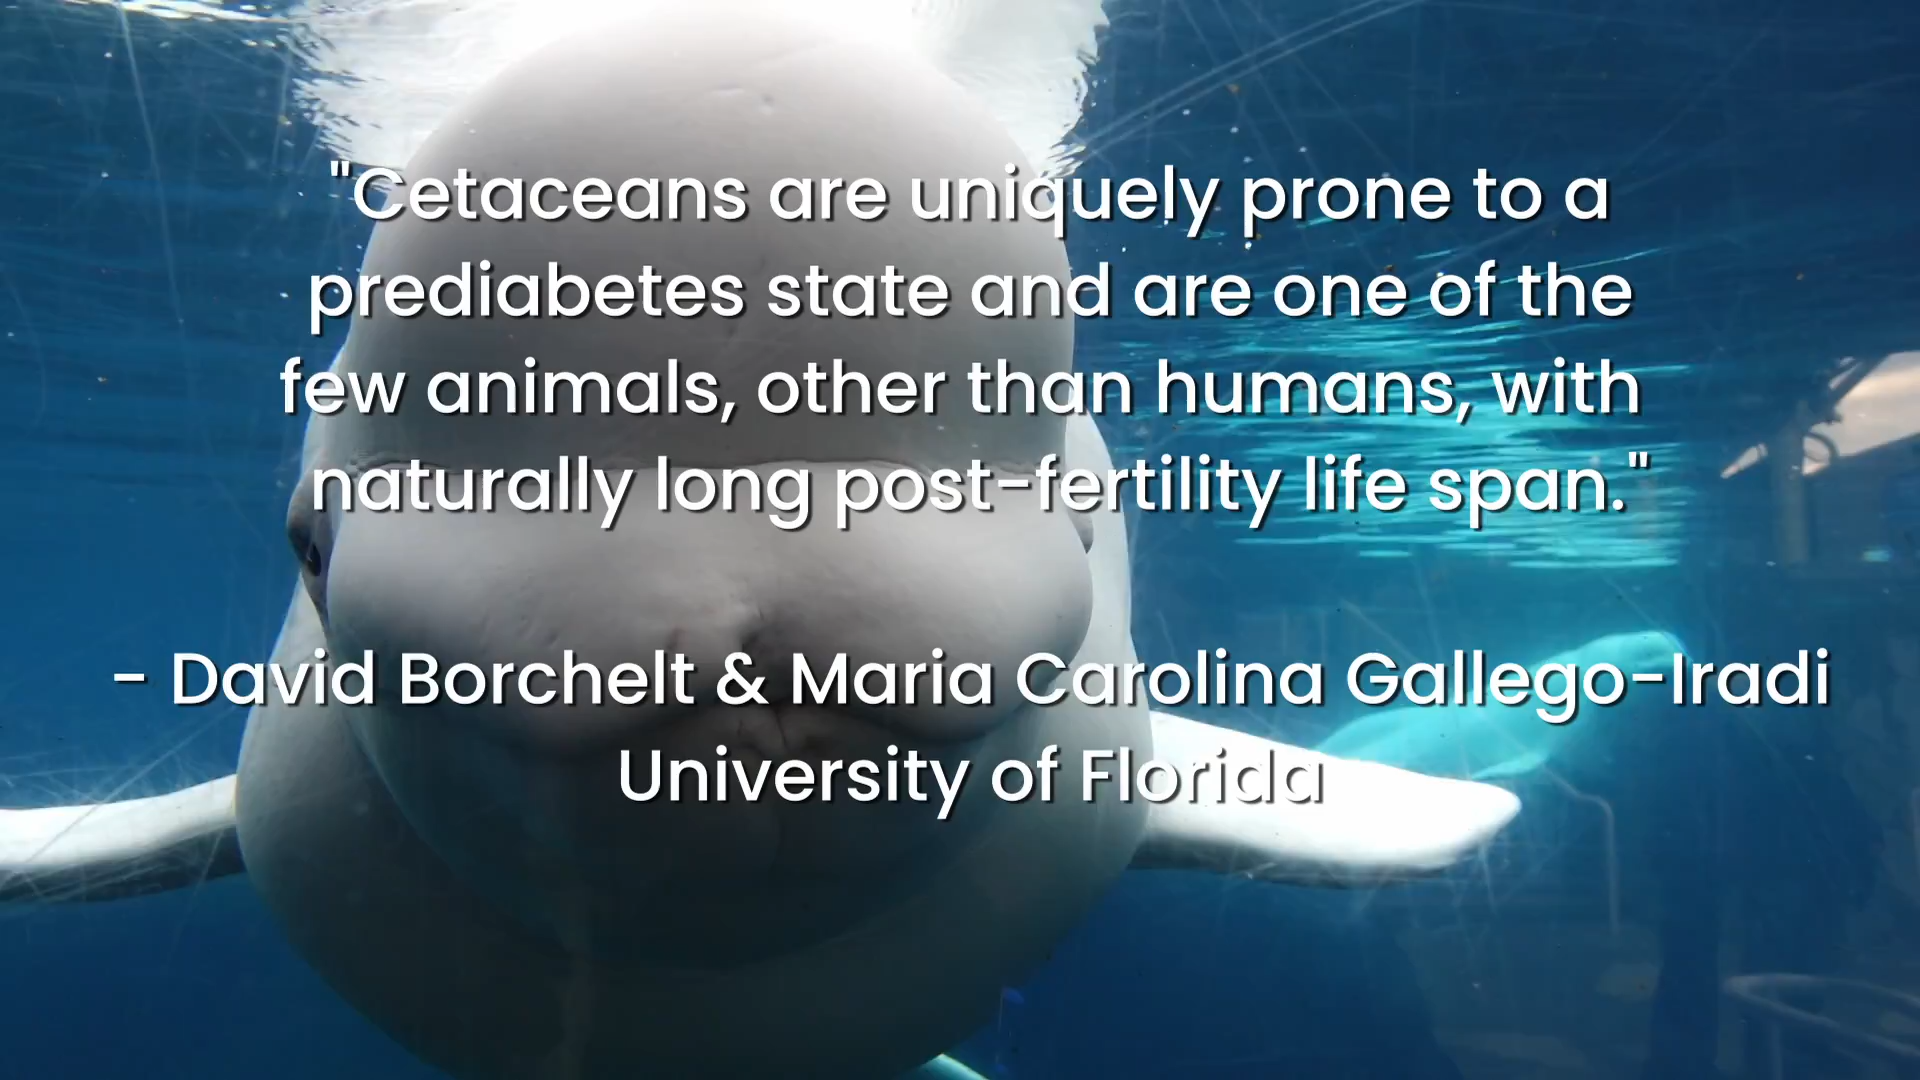 "Cetaceans are uniquely prone to a
prediabetes state and are one of the
few animals, other than humans, with
naturally long post-fertility life span."
- David Borchelt & Maria Carolina Gallego-Iradi
University of Florida